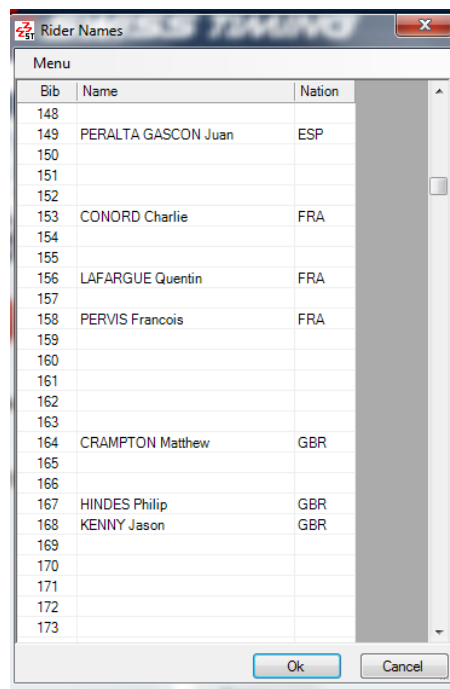 Rider Names
Menu
Bib Name Nation
148
149 PERALTA GASCON Juan ESP
150
151
152
153 CONORD Charlie FRA
154
155
156 LAFARGUE Quentin FRA
157
158 PERVIS Francois FRA
159
160
161
162
163
164 CRAMPTON Matthew GBR
165
166
167 HINDES Philip GBR
168 KENNY Jason GBR
169
170
171
172
173
Ok Cancel